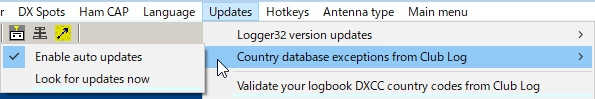 r DX Spots Ham CAP Language Updates Hotkeys Antenna type Main menu
Logger32 version updates
Enable auto updates
Country database exceptions from Club Log
Look for updates now
Validate your logbook DXCC country codes from Club Log